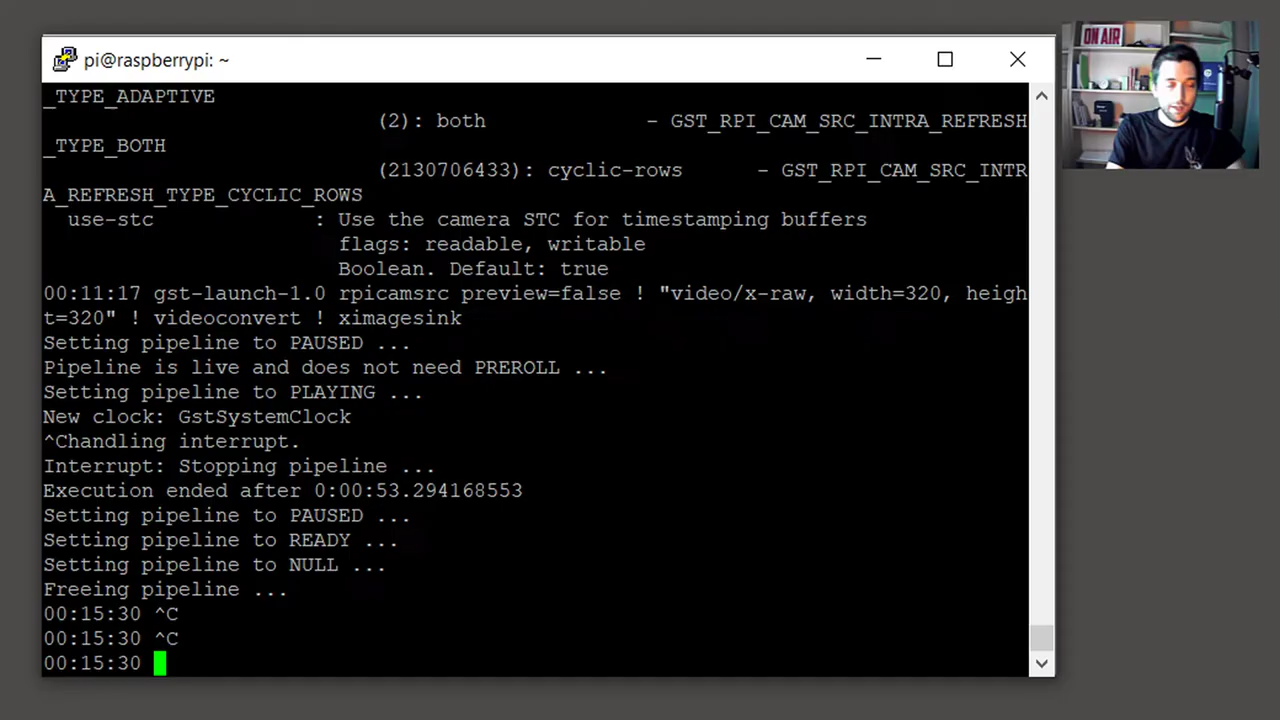 pi@raspberrypi: ~
ON AIR
_TYPE_ADAPTIVE
(2): both - GST_RPI_CAM_SRC_INTRA_REFRESH
_TYPE_BOTH
(2130706433): cyclic-rows - GST_RPI_CAM_SRC_INTR
A_REFRESH_TYPE_CYCLIC_ROWS
use-stc : Use the camera STC for timestamping buffers
flags: readable, writable
Boolean. Default: true
00:11:17 gst-launch-1.0 rpicamsrc preview=false ! "video/x-raw, width=320, heigh
t=320" ! videoconvert ! ximagesink
Setting pipeline to PAUSED ...
Pipeline is live and does not need PREROLL ...
Setting pipeline to PLAYING ...
New clock: GstSystemClock
^Chandling interrupt.
Interrupt: Stopping pipeline ...
Execution ended after 0:00:53.294168553
Setting pipeline to PAUSED ...
Setting pipeline to READY ...
Setting pipeline to NULL ...
Freeing pipeline ...
00:15:30 ^C
00:15:30 ^C
00:15:30